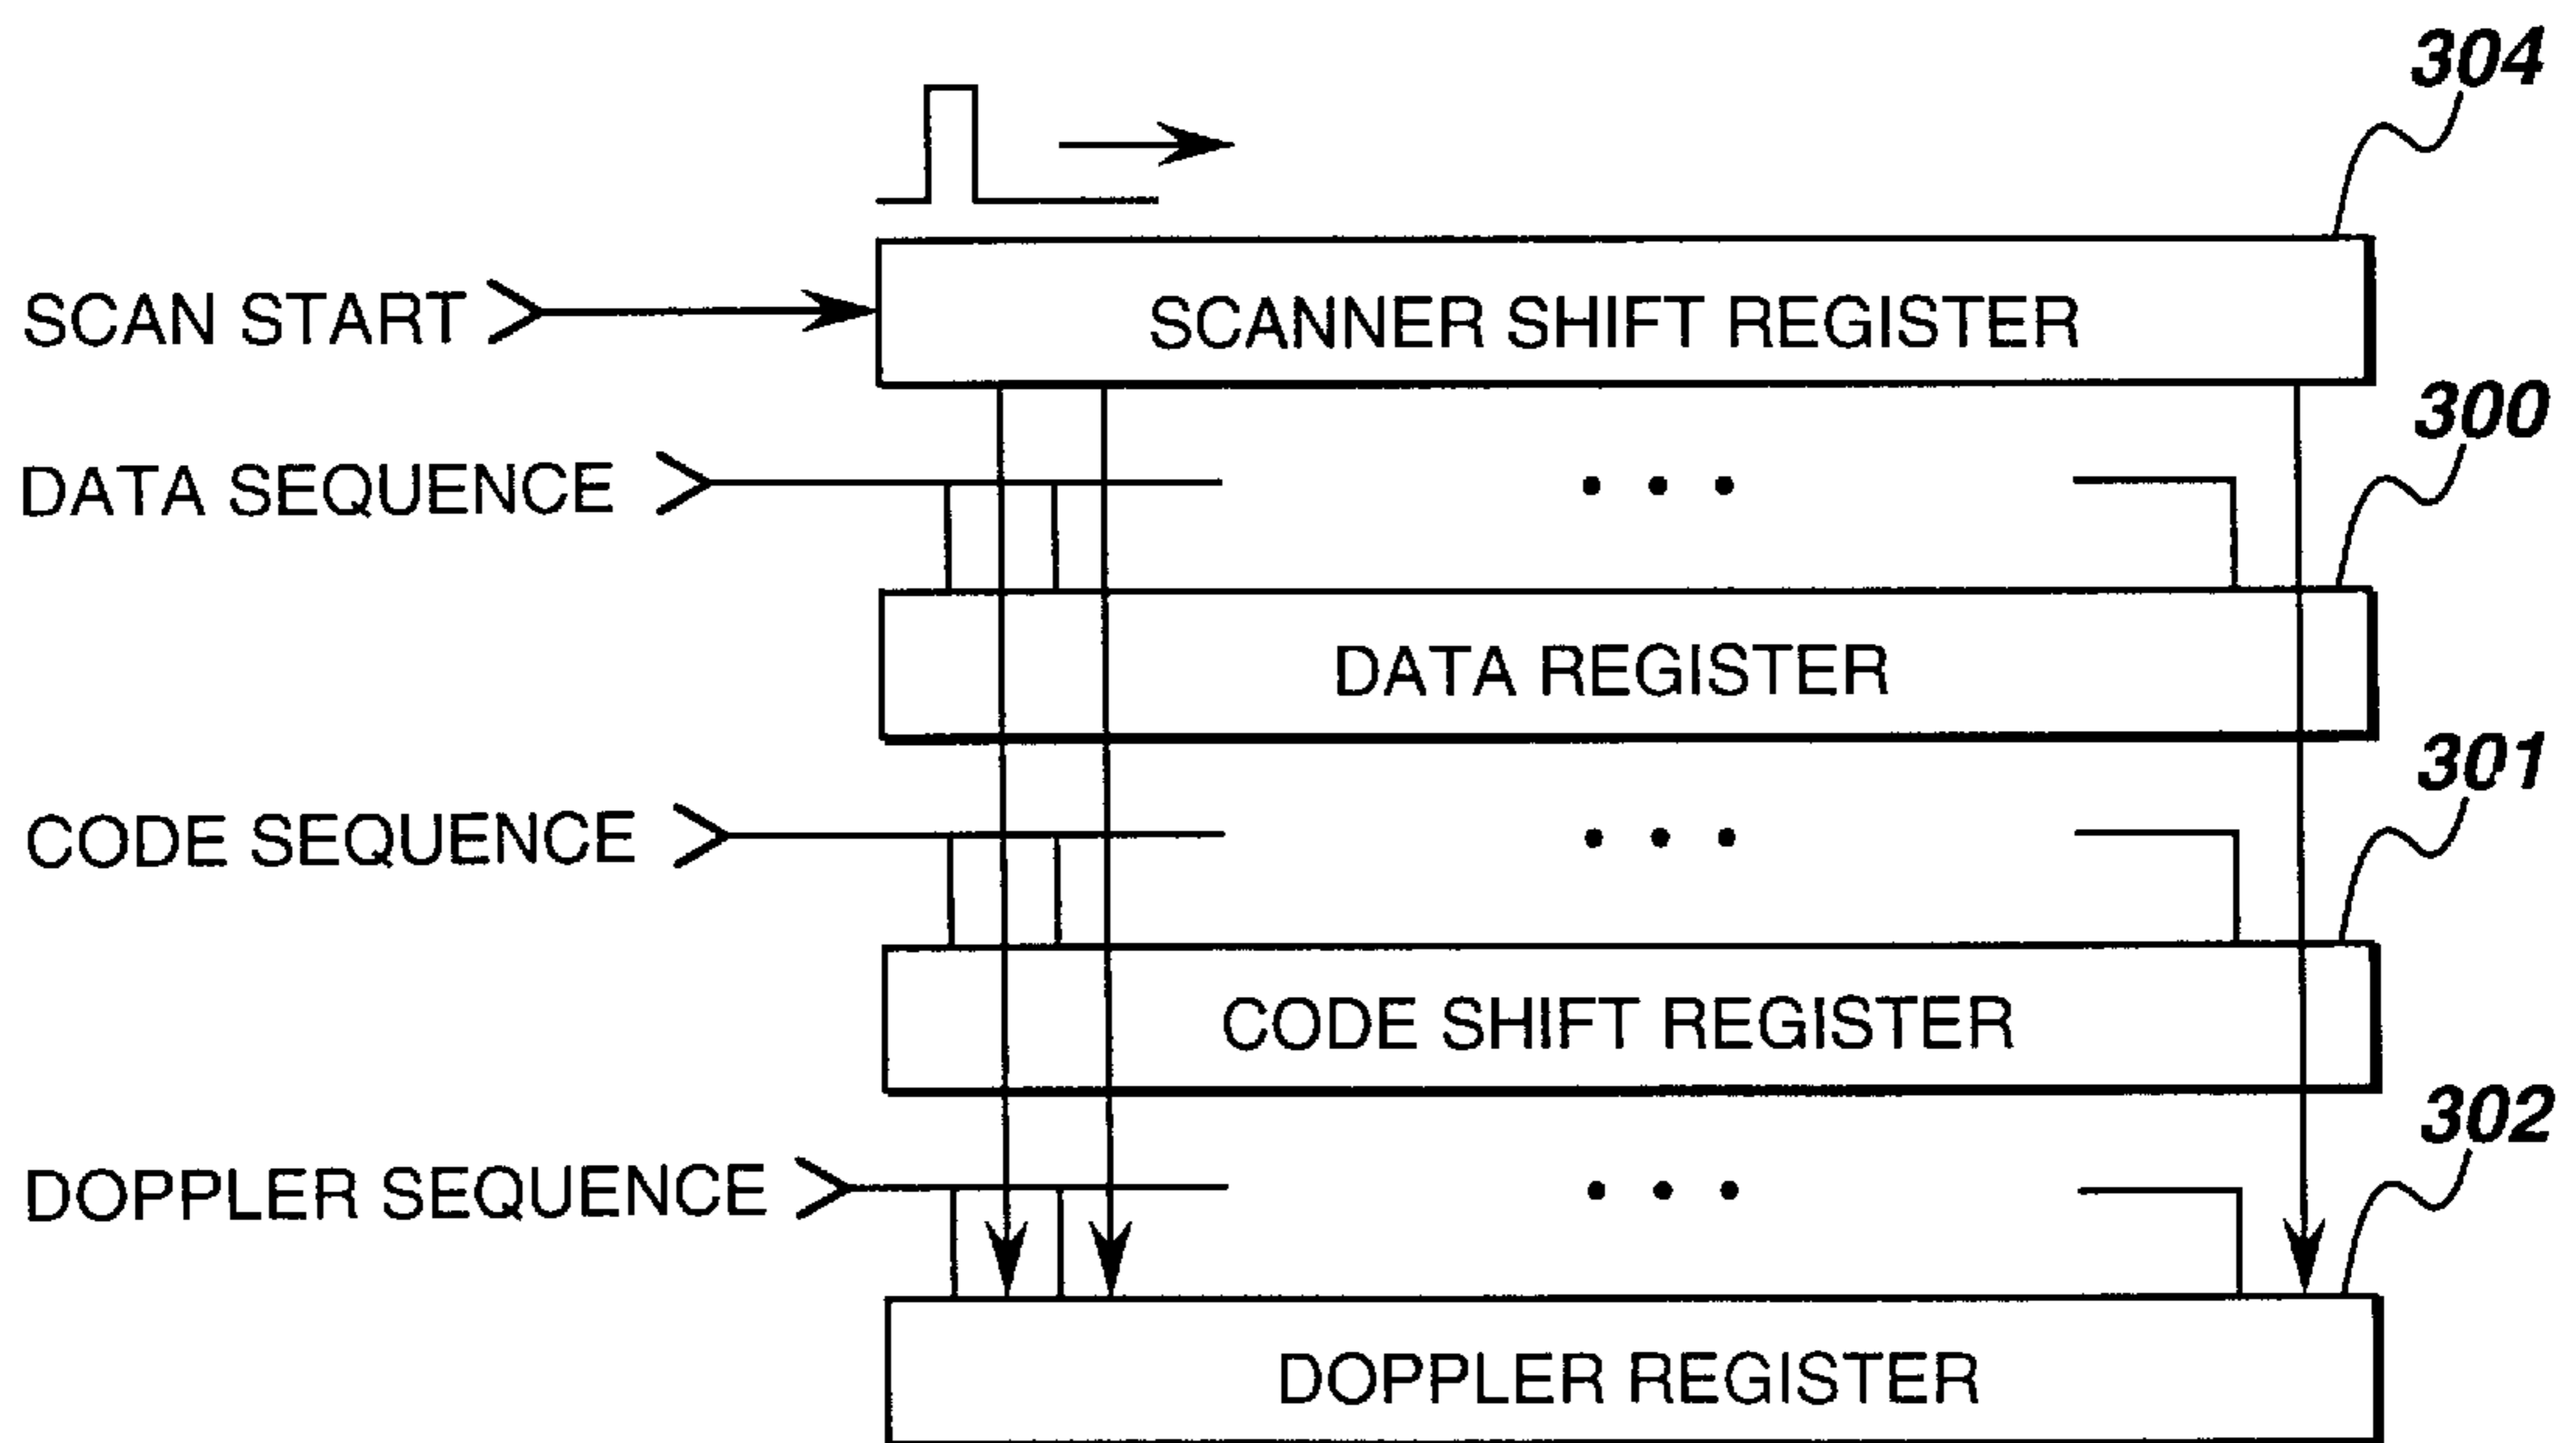 304
SCAN START
SCANNER SHIFT REGISTER
300
DATA SEQUENCE
DATA REGISTER
301
CODE SEQUENCE
CODE SHIFT REGISTER
302
DOPPLER SEQUENCE
DOPPLER REGISTER